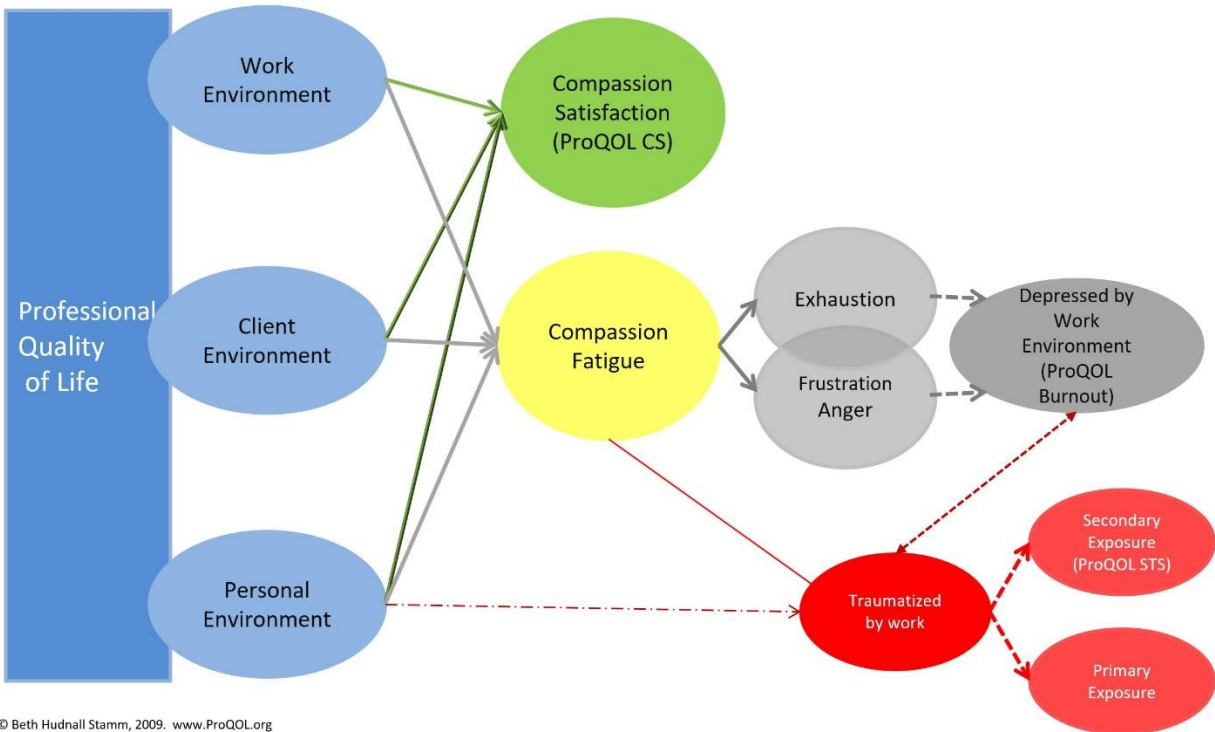 Professional
Quality
of Life
Work
Environment
Client
Environment
Personal
Environment
Compassion
Satisfaction
(ProQOL CS)
Compassion
Fatigue
Exhaustion
Frustration
Anger
Depressed by
Work
Environment
(ProQOL
Burnout)
Traumatized
by work
Secondary
Exposure
(ProQOL STS)
Primary
Exposure
© Beth Hudnall Stamm, 2009. www.ProQOL.org